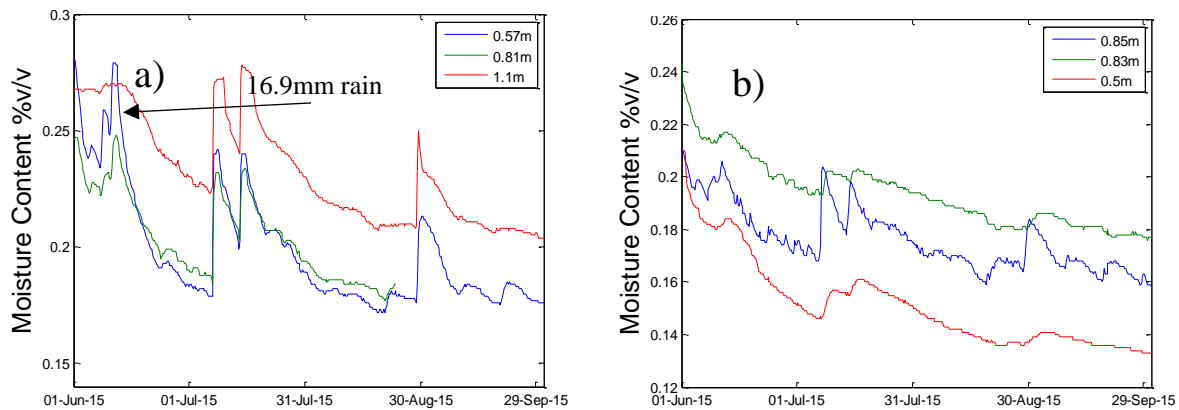 0.3
0.25
0.2
0.15
Moisture Content %v/v
a)
16.9mm rain
0.57m
0.81m
1.1m
01-Jun-15
01-Jul-15
31-Jul-15
30-Aug-15
29-Sep-15
0.26
0.24
0.22
0.2
0.18
0.16
0.14
0.12
Moisture Content %v/v
b)
0.85m
0.83m
0.5m
01-Jun-15
01-Jul-15
31-Jul-15
30-Aug-15
29-Sep-15